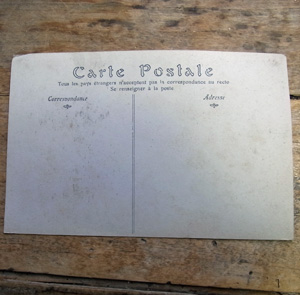 Carte Postale
Tous les pays étrangers n'acceptent pas la correspondance au recto
Se renseigner à la poste
Correspondance
Adresse